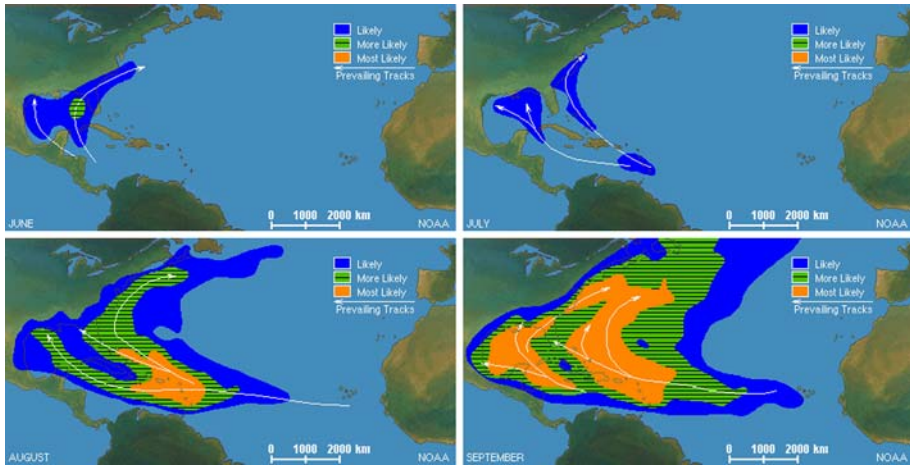 Likely
More Likely
Most Likely
Prevailing Tracks
0 1000 2000 km
JUNE
NOAA
Likely
More Likely
Most Likely
Prevailing Tracks
0 1000 2000 km
JULY
NOAA
Likely
More Likely
Most Likely
Prevailing Tracks
0 1000 2000 km
AUGUST
NOAA
Likely
More Likely
Most Likely
Prevailing Tracks
0 1000 2000 km
SEPTEMBER
NOAA